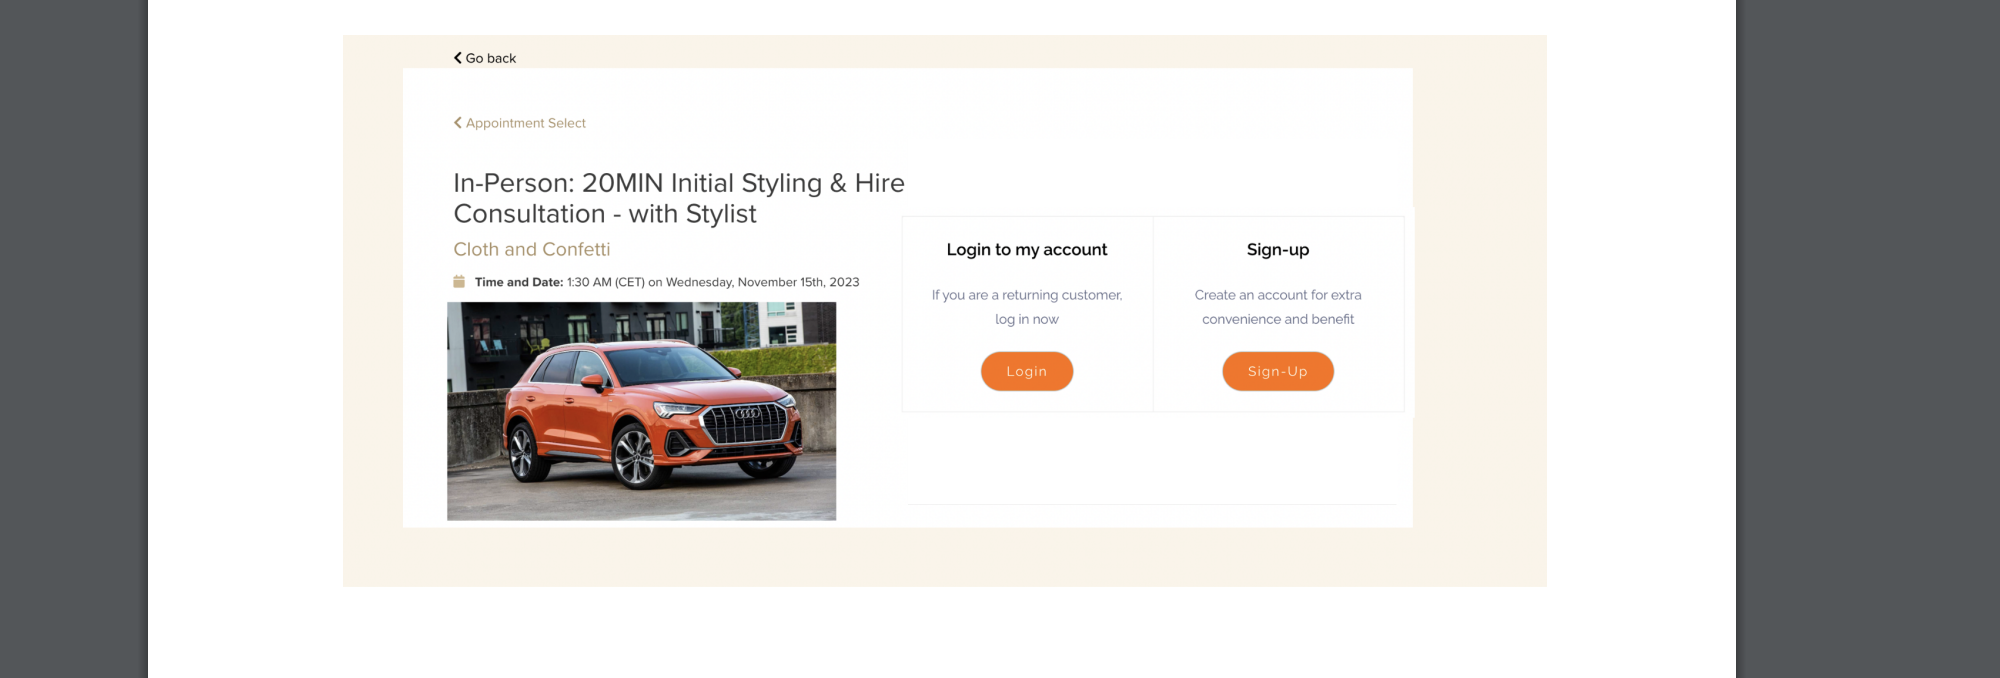 Go back
Appointment Select
In-Person: 20MIN Initial Styling & Hire
Consultation - with Stylist
Cloth and Confetti
Time and Date: 1:30 AM (CET) on Wednesday, November 15th, 2023
Login to my account
If you are a returning customer,
log in now
Login
Sign-up
Create an account for extra
convenience and benefit
Sign-Up